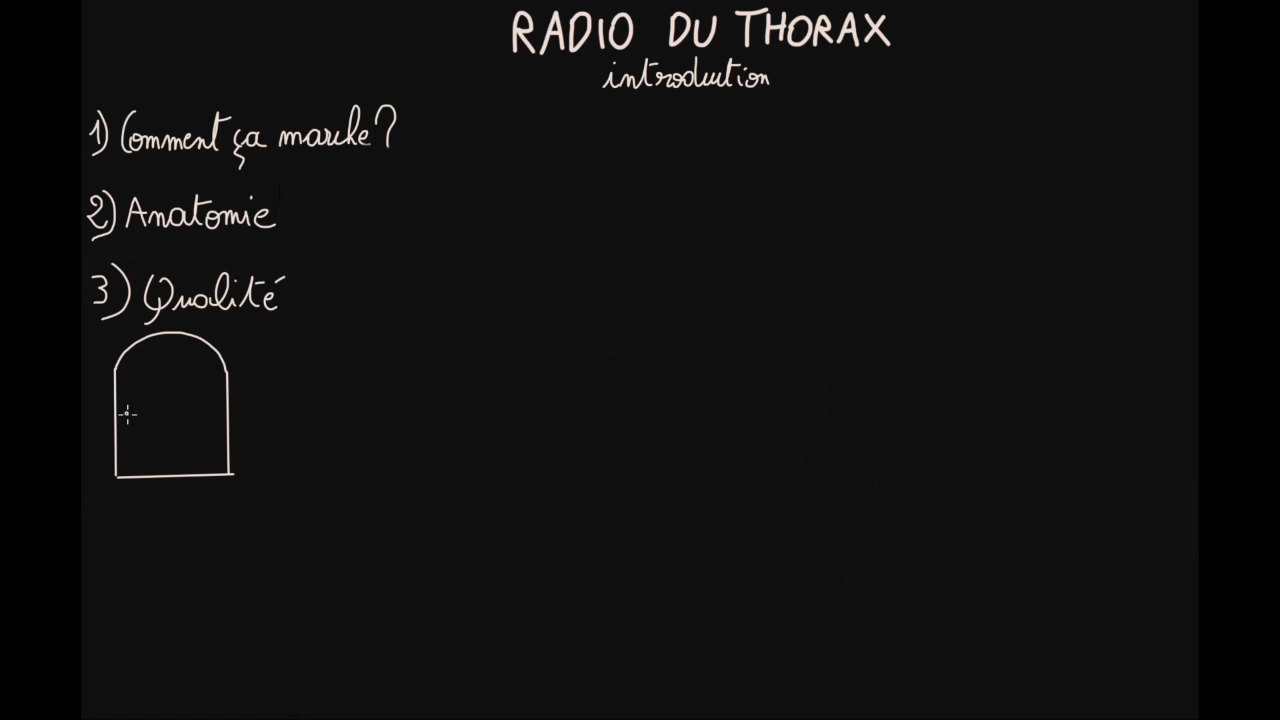 RADIO DU THORAX
introduction
1) Comment ça marche ?
2) Anatomie
3) Qualité